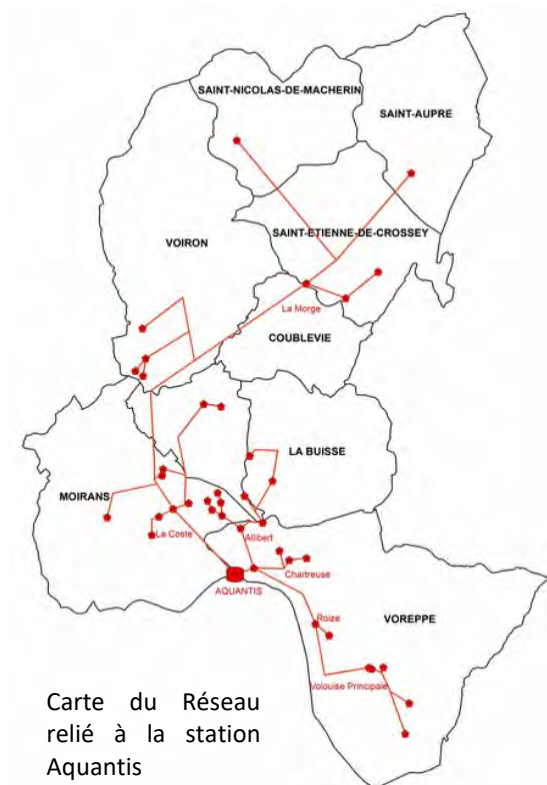 SAINT-NICOLAS-DE-MACHERIN
SAINT-AUPRE
SAINT-ETIENNE-DE-CROSSEY
VOIRON
La Morge
COUBLEVIE
LA BUISSE
MOIRANS
La Coste
Allibert
Chartreuse
AQUANTIS
Roize
VOREPPE
Volouise Principale
Carte du Réseau
relié à la station
Aquantis